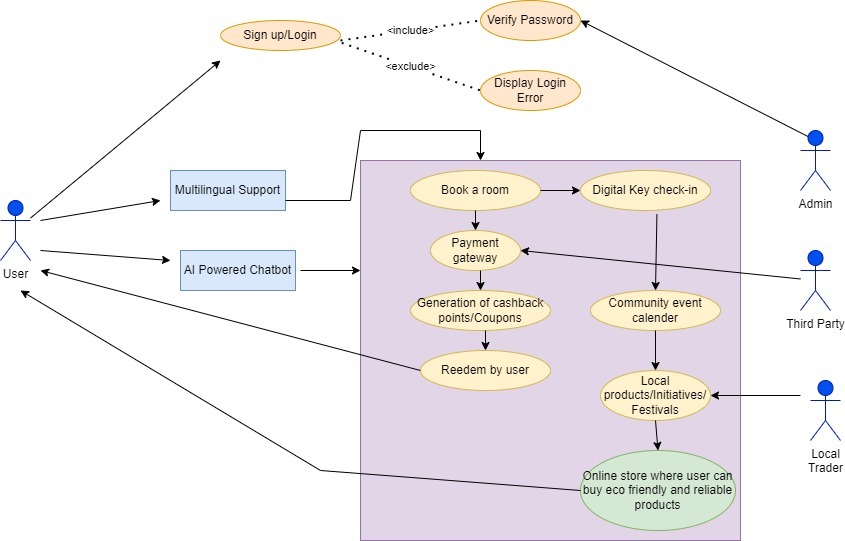 Sign up/Login
<include>
Verify Password
<exclude>
Display Login
Error
Admin
Multilingual Support
Book a room
Digital Key check-in
User
AI Powered Chatbot
Payment
gateway
Third Party
Generation of cashback
points/Coupons
Community event
calender
Reedem by user
Local
products/Initiatives/
Festivals
Local
Trader
Online store where user can
buy eco friendly and reliable
products